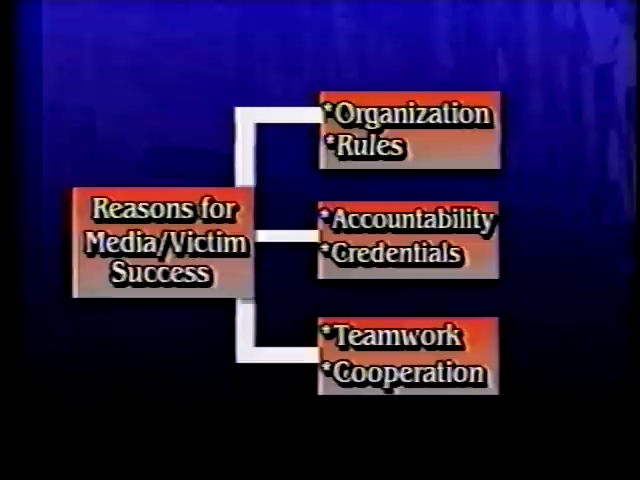 Reasons for
Media/Victim
Success
*Organization
*Rules
*Accountability
*Credentials
*Teamwork
*Cooperation